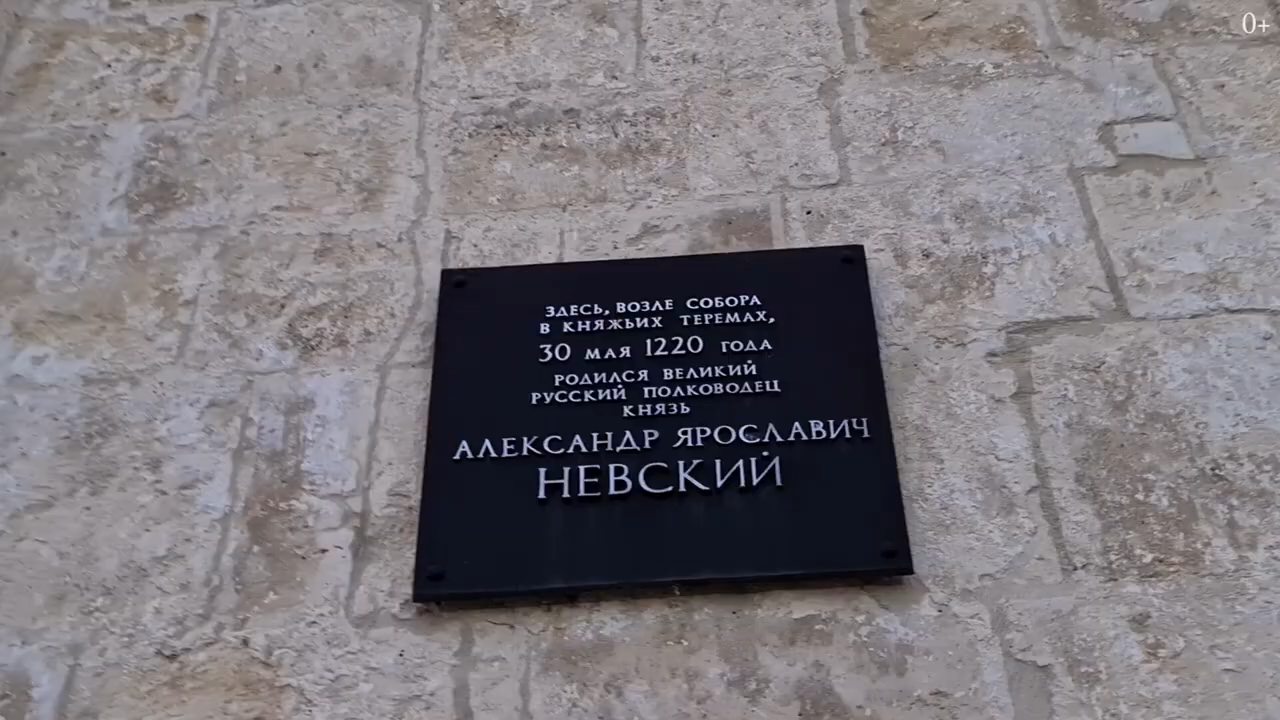 0+
ЗДЕСЬ, ВОЗЛЕ СОБОРА
В КНЯЖЬИХ ТЕРЕМАХ,
30 МАЯ 1220 ГОДА
РОДИЛСЯ ВЕЛИКИЙ
РУССКИЙ ПОЛКОВОДЕЦ
КНЯЗЬ
АЛЕКСАНДР ЯРОСЛАВИЧ
НЕВСКИЙ